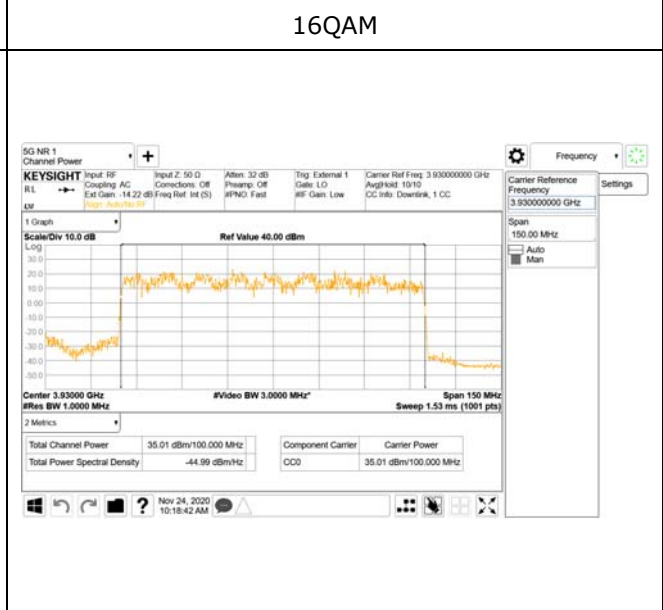 16QAM
5G NR 1
Channel Power
Frequency
KEYSIGHT
RL
Input: RF
Coupling: AC
Ext Gain: -14.22 dB
Align: Auto/No RF
Input Z: 50 Ω
Corrections: Off
Freq Ref: Int (S)
Atten: 32 dB
Preamp: Off
#PNO: Fast
Trig: External 1
Gate: LO
#IF Gain: Low
Carrier Ref Freq: 3.930000000 GHz
Avg|Hold: 10/10
CC Info: Downlink, 1 CC
Carrier Reference
Frequency
3.930000000 GHz
Settings
Span
150.00 MHz
Auto
Man
1 Graph
Scale/Div 10.0 dB
Ref Value 40.00 dBm
Log
30.0
20.0
10.0
0.00
-10.0
-20.0
-30.0
-40.0
-50.0
Center 3.93000 GHz
#Video BW 3.0000 MHz*
Span 150 MHz
#Res BW 1.0000 MHz
Sweep 1.53 ms (1001 pts)
2 Metrics
Total Channel Power 35.01 dBm/100.000 MHz
Total Power Spectral Density -44.99 dBm/Hz
Component Carrier Carrier Power
CC0 35.01 dBm/100.000 MHz
Nov 24, 2020
10:18:42 AM